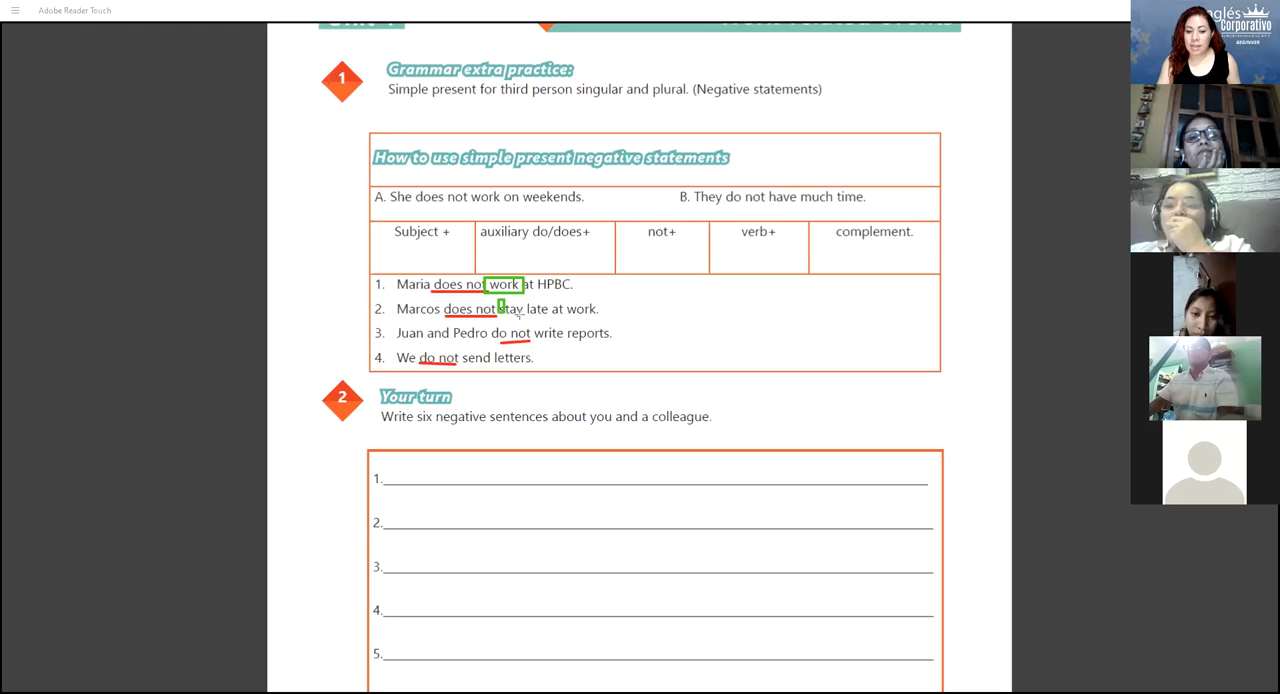 Adobe Reader Touch
Grammar extra practice:
1
Simple present for third person singular and plural. (Negative statements)
How to use simple present negative statements
A. She does not work on weekends. B. They do not have much time.
Subject + auxiliary do/does+ not+ verb+ complement.
1. Maria does not work at HPBC.
2. Marcos does not stay late at work.
3. Juan and Pedro do not write reports.
4. We do not send letters.
2
Your turn
Write six negative sentences about you and a colleague.
1.
2.
3.
4.
5.
Corporativo
BEGINNER